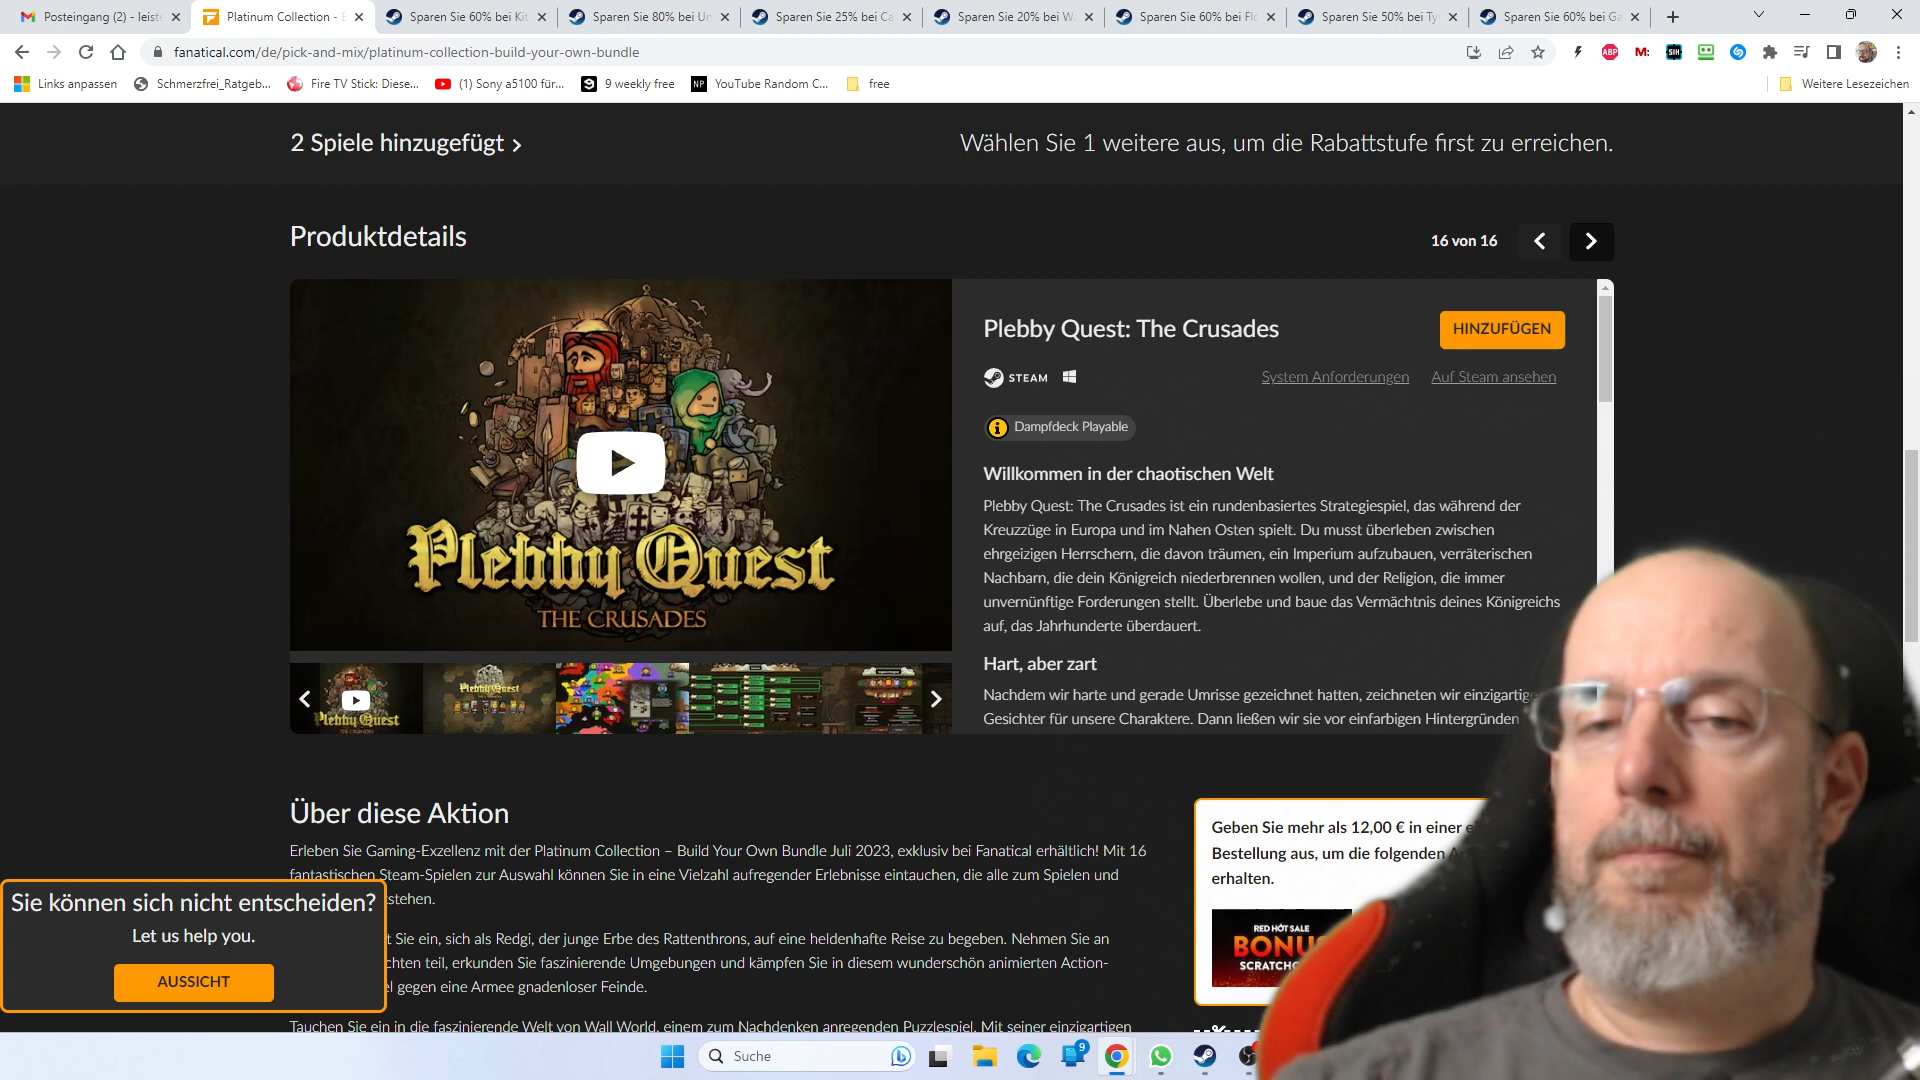 Posteingang (2) - leist
Platinum Collection - 
Sparen Sie 60% bei Kit
Sparen Sie 80% bei Un
Sparen Sie 25% bei Ca
Sparen Sie 20% bei W
Sparen Sie 60% bei Flo
Sparen Sie 50% bei Ty
Sparen Sie 60% bei Ga
fanatical.com/de/pick-and-mix/platinum-collection-build-your-own-bundle
Links anpassen
Schmerzfrei_Ratgeb...
Fire TV Stick: Diese...
(1) Sony a5100 für...
9 weekly free
YouTube Random C...
free
Weitere Lesezeichen
2 Spiele hinzugefügt
Wählen Sie 1 weitere aus, um die Rabattstufe first zu erreichen.
Produktdetails
16 von 16
Plebby Quest
THE CRUSADES
Plebby Quest: The Crusades
HINZUFÜGEN
STEAM
System Anforderungen
Auf Steam ansehen
Dampfdeck Playable
Willkommen in der chaotischen Welt
Plebby Quest: The Crusades ist ein rundenbasiertes Strategiespiel, das während der
Kreuzzüge in Europa und im Nahen Osten spielt. Du musst überleben zwischen
ehrgeizigen Herrschern, die davon träumen, ein Imperium aufzubauen, verräterischen
Nachbarn, die dein Königreich niederbrennen wollen, und der Religion, die immer
unvernünftige Forderungen stellt. Überlebe und baue das Vermächtnis deines Königreichs
auf, das Jahrhunderte überdauert.
Hart, aber zart
Nachdem wir harte und gerade Umrisse gezeichnet hatten, zeichneten wir einzigartige
Gesichter für unsere Charaktere. Dann ließen wir sie vor einfarbigen Hintergründen
Plebby Quest
Plebby Quest
Über diese Aktion
Erleben Sie Gaming-Exzellenz mit der Platinum Collection – Build Your Own Bundle Juli 2023, exklusiv bei Fanatical erhältlich! Mit 16
fantastischen Steam-Spielen zur Auswahl können Sie in eine Vielzahl aufregender Erlebnisse eintauchen, die alle zum Spielen und
stehen.
t Sie ein, sich als Redgi, der junge Erbe des Rattenthrons, auf eine heldenhafte Reise zu begeben. Nehmen Sie an
chten teil, erkunden Sie faszinierende Umgebungen und kämpfen Sie in diesem wunderschön animierten Action-
l gegen eine Armee gnadenloser Feinde.
Tauchen Sie ein in die faszinierende Welt von Wall World, einem zum Nachdenken anregenden Puzzlespiel. Mit seiner einzigartigen
Geben Sie mehr als 12,00 € in einer e
Bestellung aus, um die folgenden A
erhalten.
RED HOT SALE
BONU
SCRATCHC
Sie können sich nicht entscheiden?
Let us help you.
AUSSICHT
Suche
9